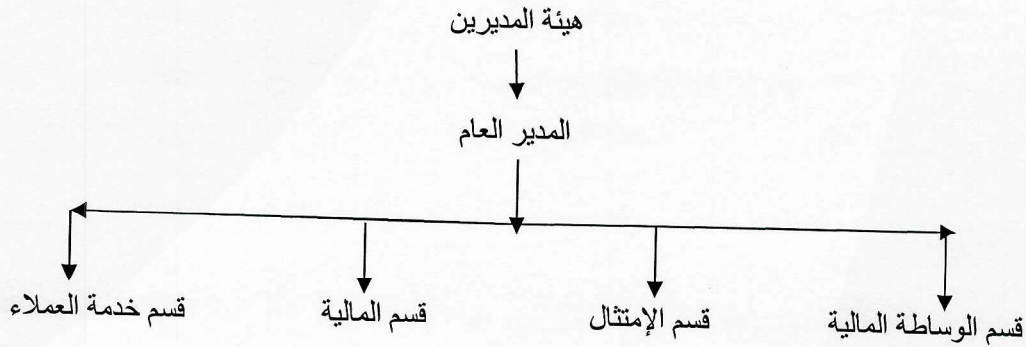 هيئة المديرين
المدير العام
قسم الوساطة المالية
قسم الإمتثال
قسم المالية
قسم خدمة العملاء